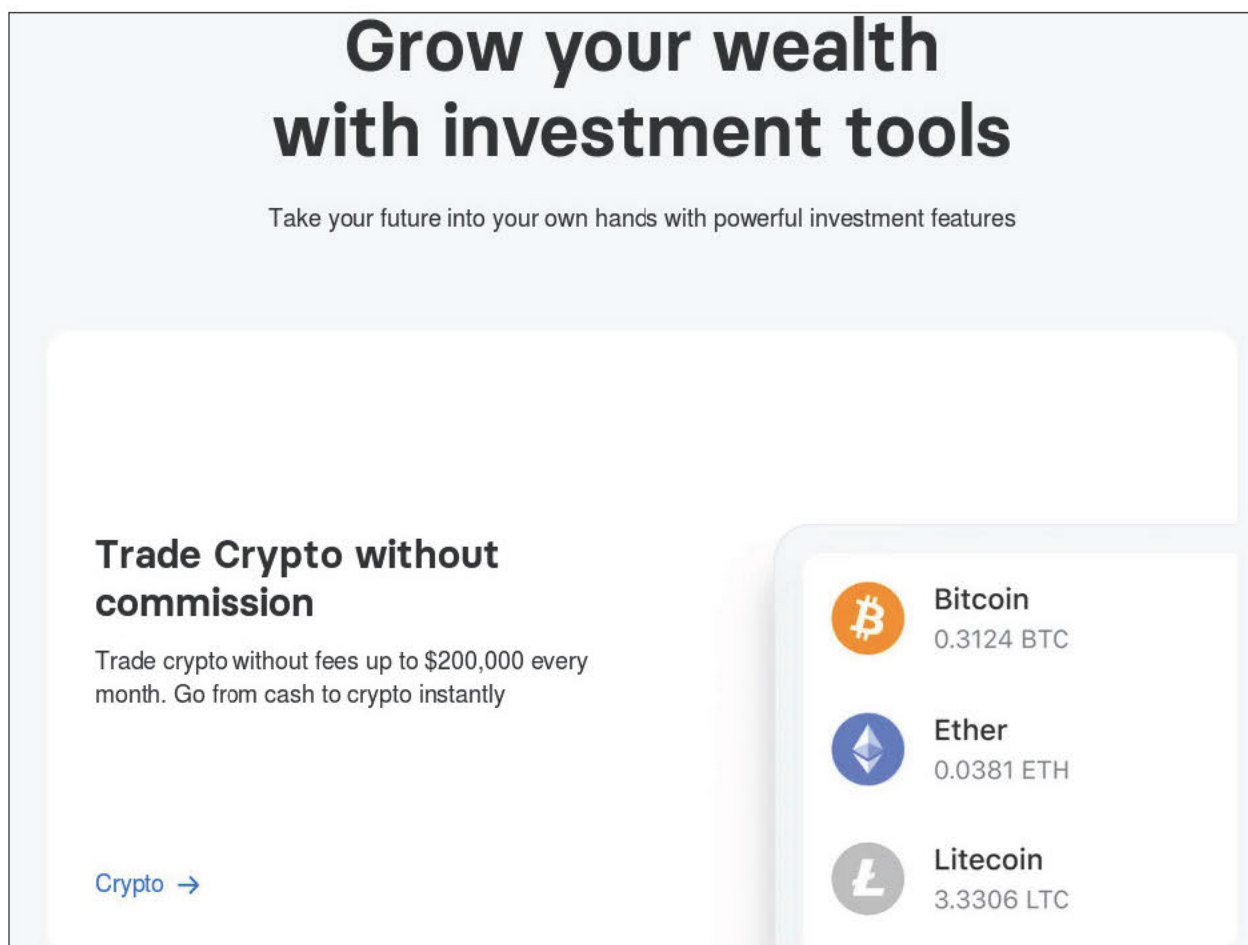 Grow your wealth
with investment tools
Take your future into your own hands with powerful investment features
Trade Crypto without
commission
Trade crypto without fees up to $200,000 every
month. Go from cash to crypto instantly
Crypto →
Bitcoin
0.3124 BTC
Ether
0.0381 ETH
Litecoin
3.3306 LTC